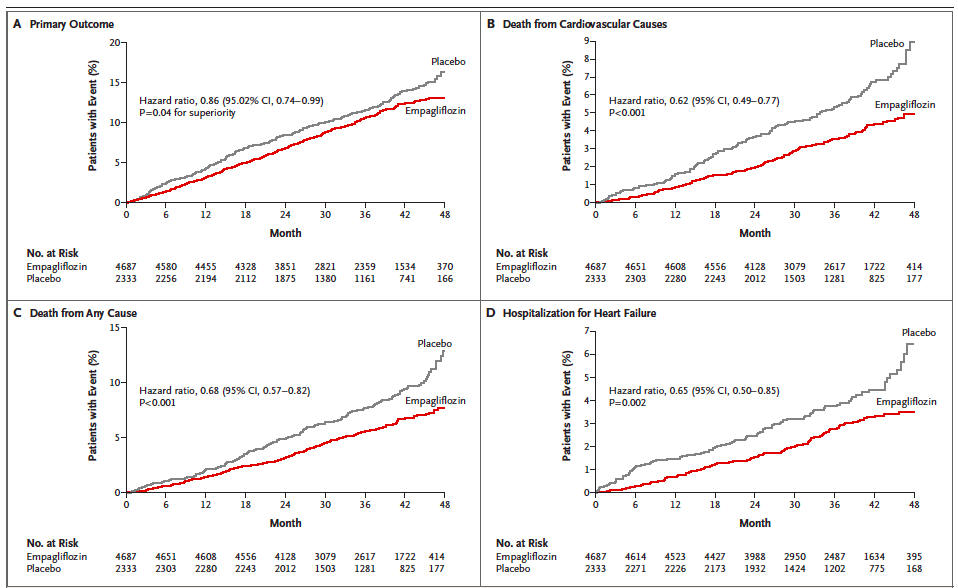 A Primary Outcome
Patients with Event (%)
20
15
10
5
0
Placebo
Hazard ratio, 0.86 (95.02% CI, 0.74–0.99)
P=0.04 for superiority
Empagliflozin
0 6 12 18 24 30 36 42 48
Month
No. at Risk
Empagliflozin 4687 4580 4455 4328 3851 2821 2359 1534 370
Placebo 2333 2256 2194 2112 1875 1380 1161 741 166
B Death from Cardiovascular Causes
Patients with Event (%)
9
8
7
6
5
4
3
2
1
0
Placebo
Hazard ratio, 0.62 (95% CI, 0.49–0.77)
P<0.001
Empagliflozin
0 6 12 18 24 30 36 42 48
Month
No. at Risk
Empagliflozin 4687 4651 4608 4556 4128 3079 2617 1722 414
Placebo 2333 2303 2280 2243 2012 1503 1281 825 177
C Death from Any Cause
Patients with Event (%)
15
10
5
0
Placebo
Hazard ratio, 0.68 (95% CI, 0.57–0.82)
P<0.001
Empagliflozin
0 6 12 18 24 30 36 42 48
Month
No. at Risk
Empagliflozin 4687 4651 4608 4556 4128 3079 2617 1722 414
Placebo 2333 2303 2280 2243 2012 1503 1281 825 177
D Hospitalization for Heart Failure
Patients with Event (%)
7
6
5
4
3
2
1
0
Placebo
Hazard ratio, 0.65 (95% CI, 0.50–0.85)
P=0.002
Empagliflozin
0 6 12 18 24 30 36 42 48
Month
No. at Risk
Empagliflozin 4687 4614 4523 4427 3988 2950 2487 1634 395
Placebo 2333 2271 2226 2173 1932 1424 1202 775 168